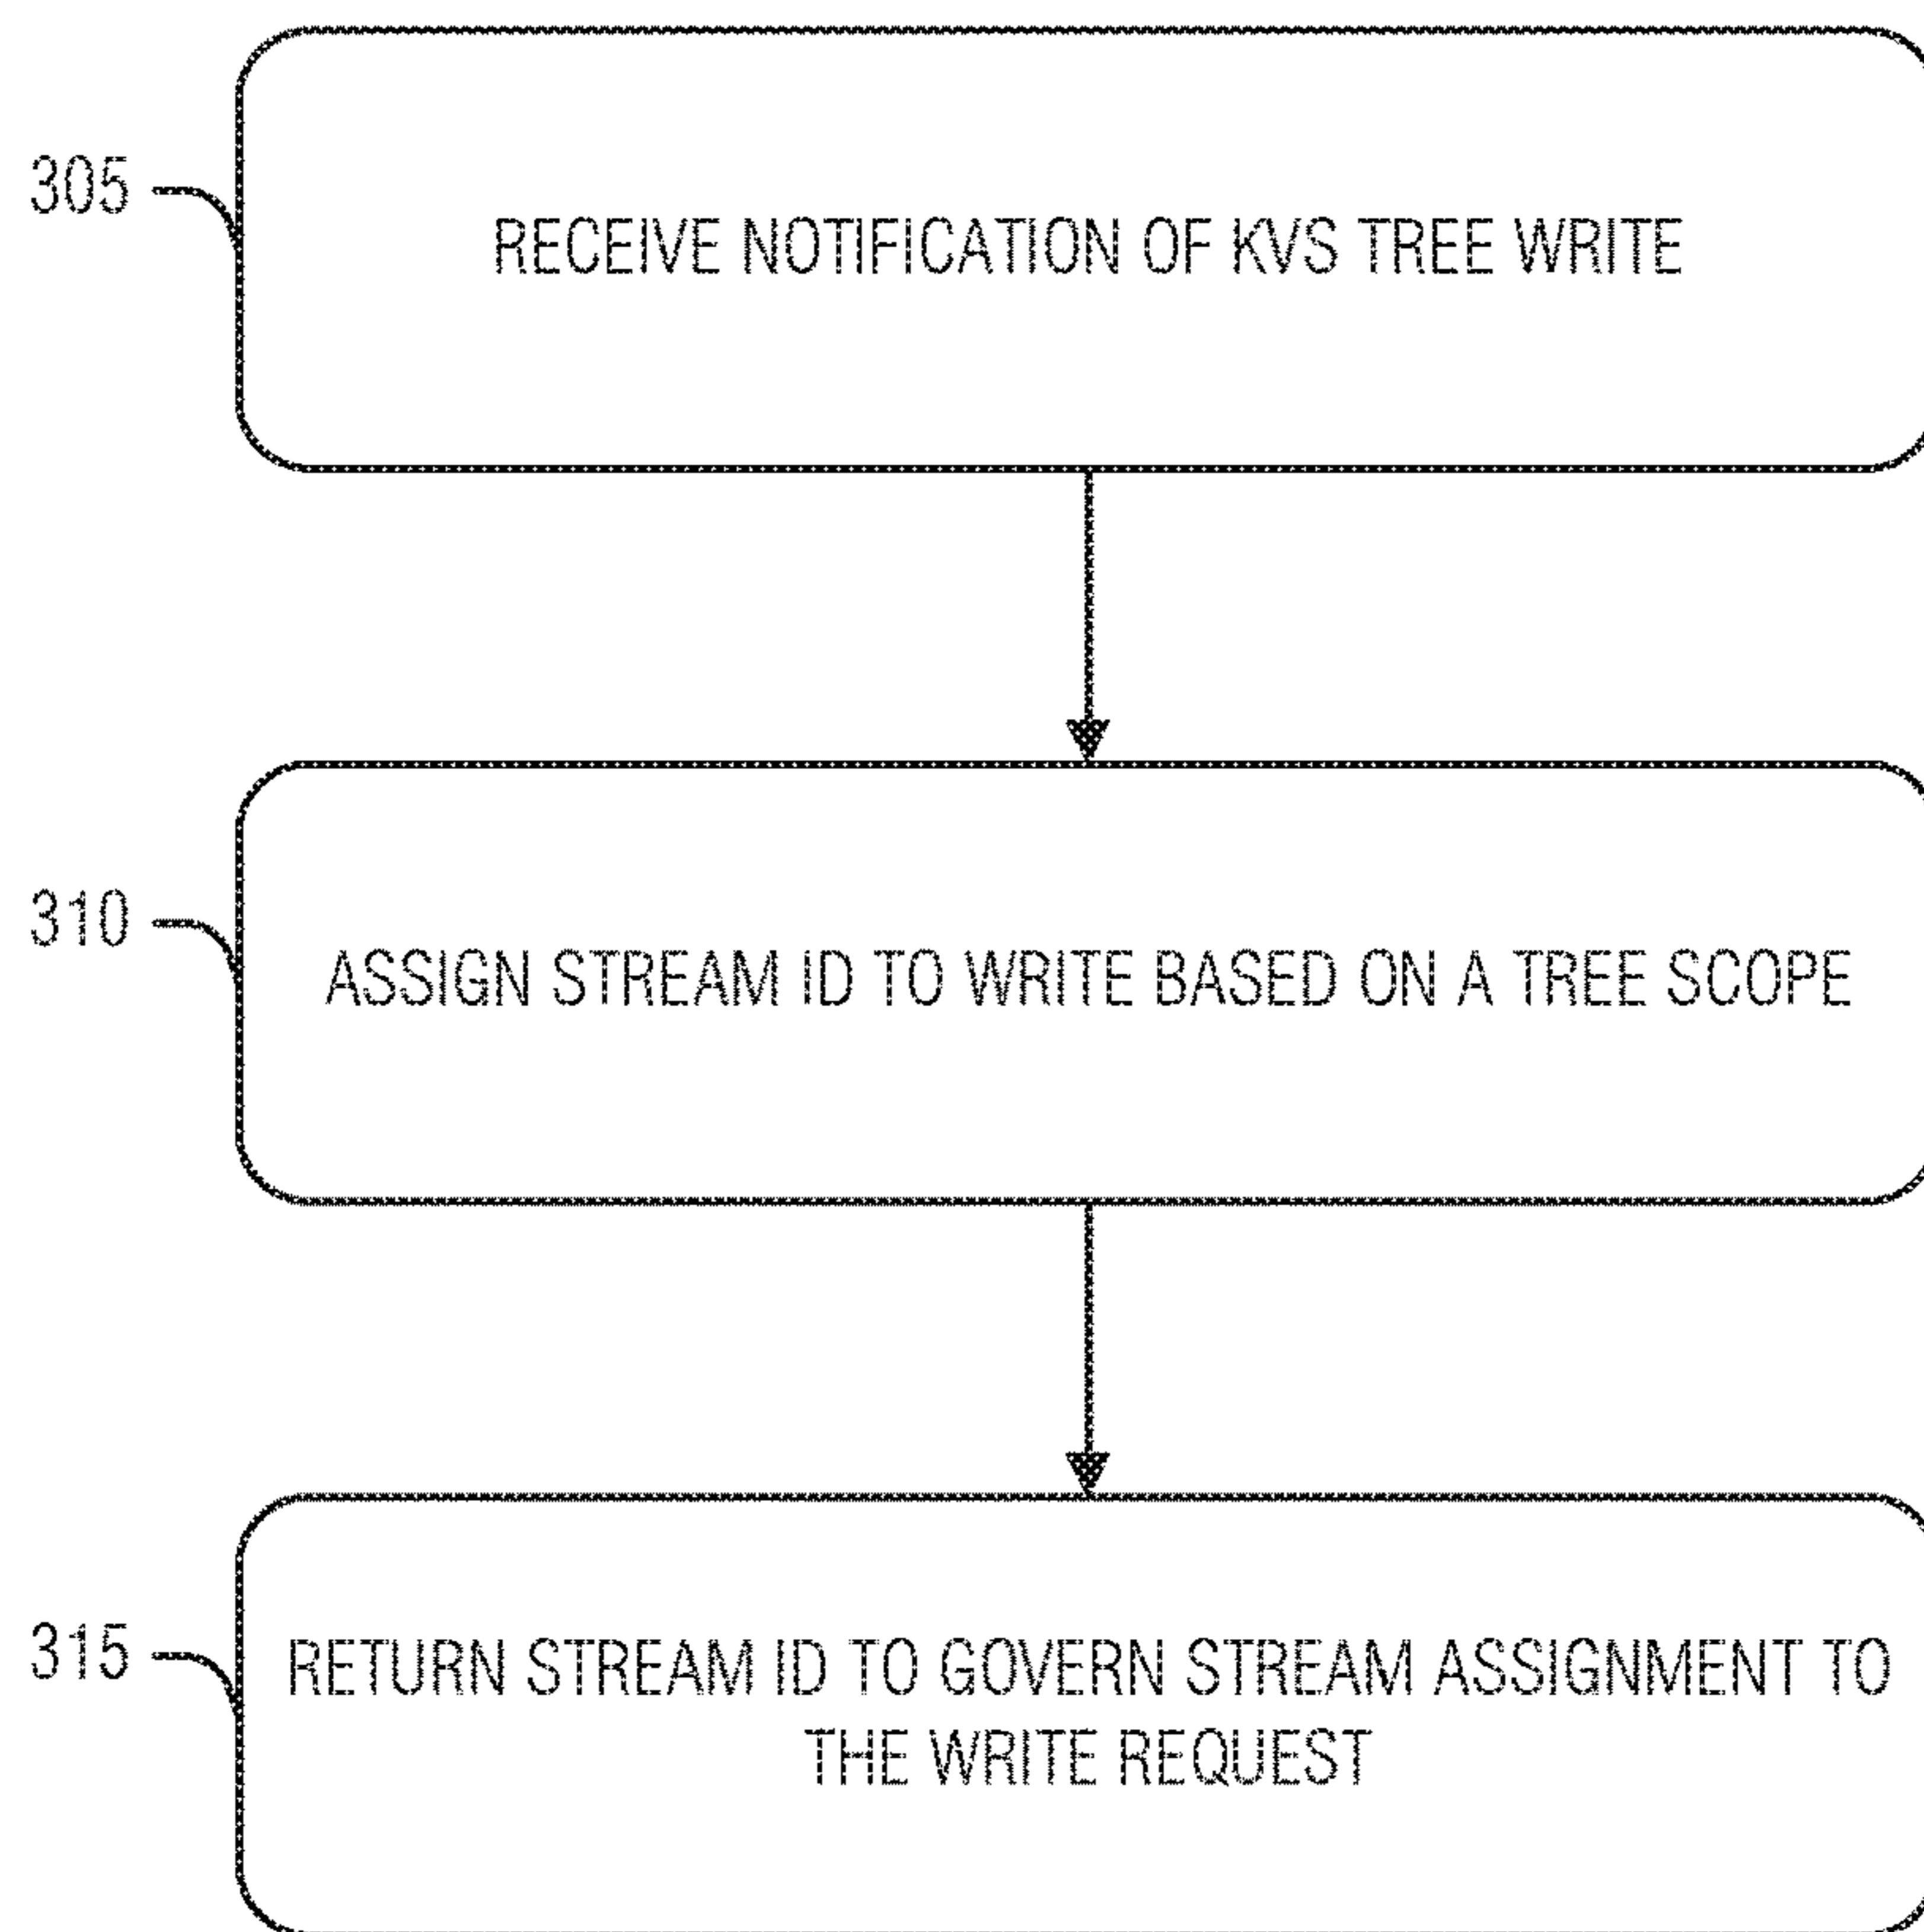 305
RECEIVE NOTIFICATION OF KVS TREE WRITE
310
ASSIGN STREAM ID TO WRITE BASED ON A TREE SCOPE
315
RETURN STREAM ID TO GOVERN STREAM ASSIGNMENT TO
THE WRITE REQUEST